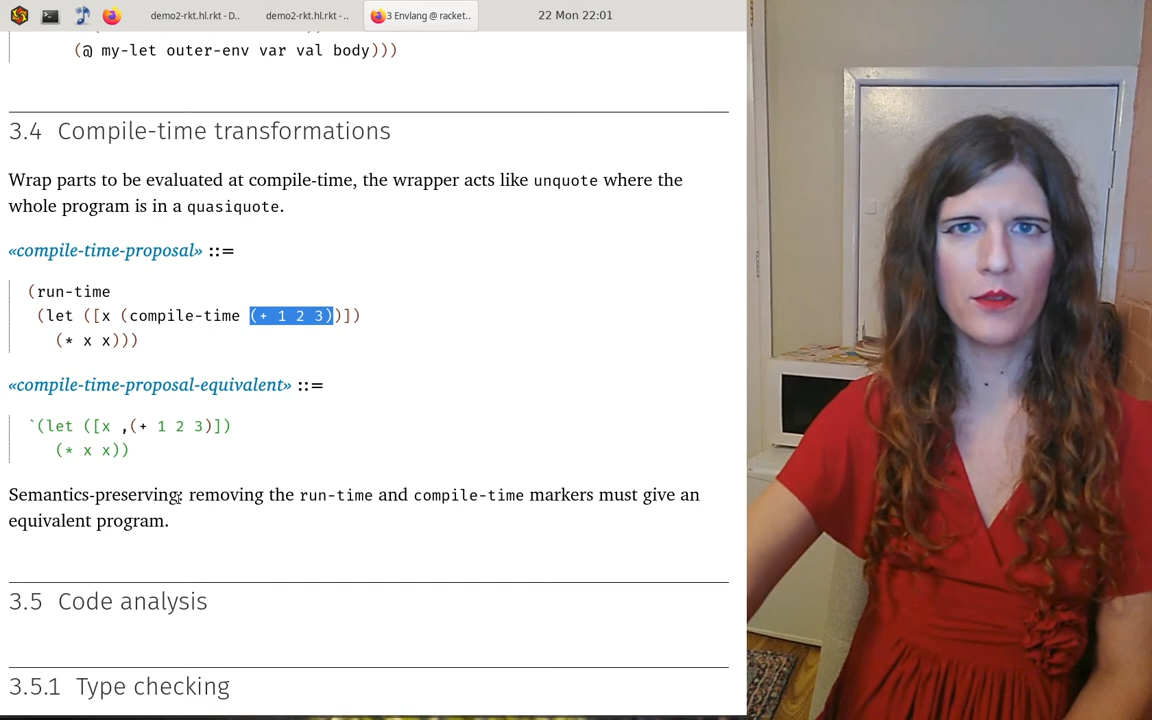 demo2-rkt.hl.rkt - D..
demo2-rkt.hl.rkt - ..
3 Envlang @ racket..
22 Mon 22:01
(@ my-let outer-env var val body)))
3.4 Compile-time transformations
Wrap parts to be evaluated at compile-time, the wrapper acts like unquote where the
whole program is in a quasiquote.
«compile-time-proposal» ::=
(run-time
(let ([x (compile-time (+ 1 2 3))])
(* x x)))
«compile-time-proposal-equivalent» ::=
`(let ([x ,(+ 1 2 3)])
(* x x))
Semantics-preserving: removing the run-time and compile-time markers must give an
equivalent program.
3.5 Code analysis
3.5.1 Type checking